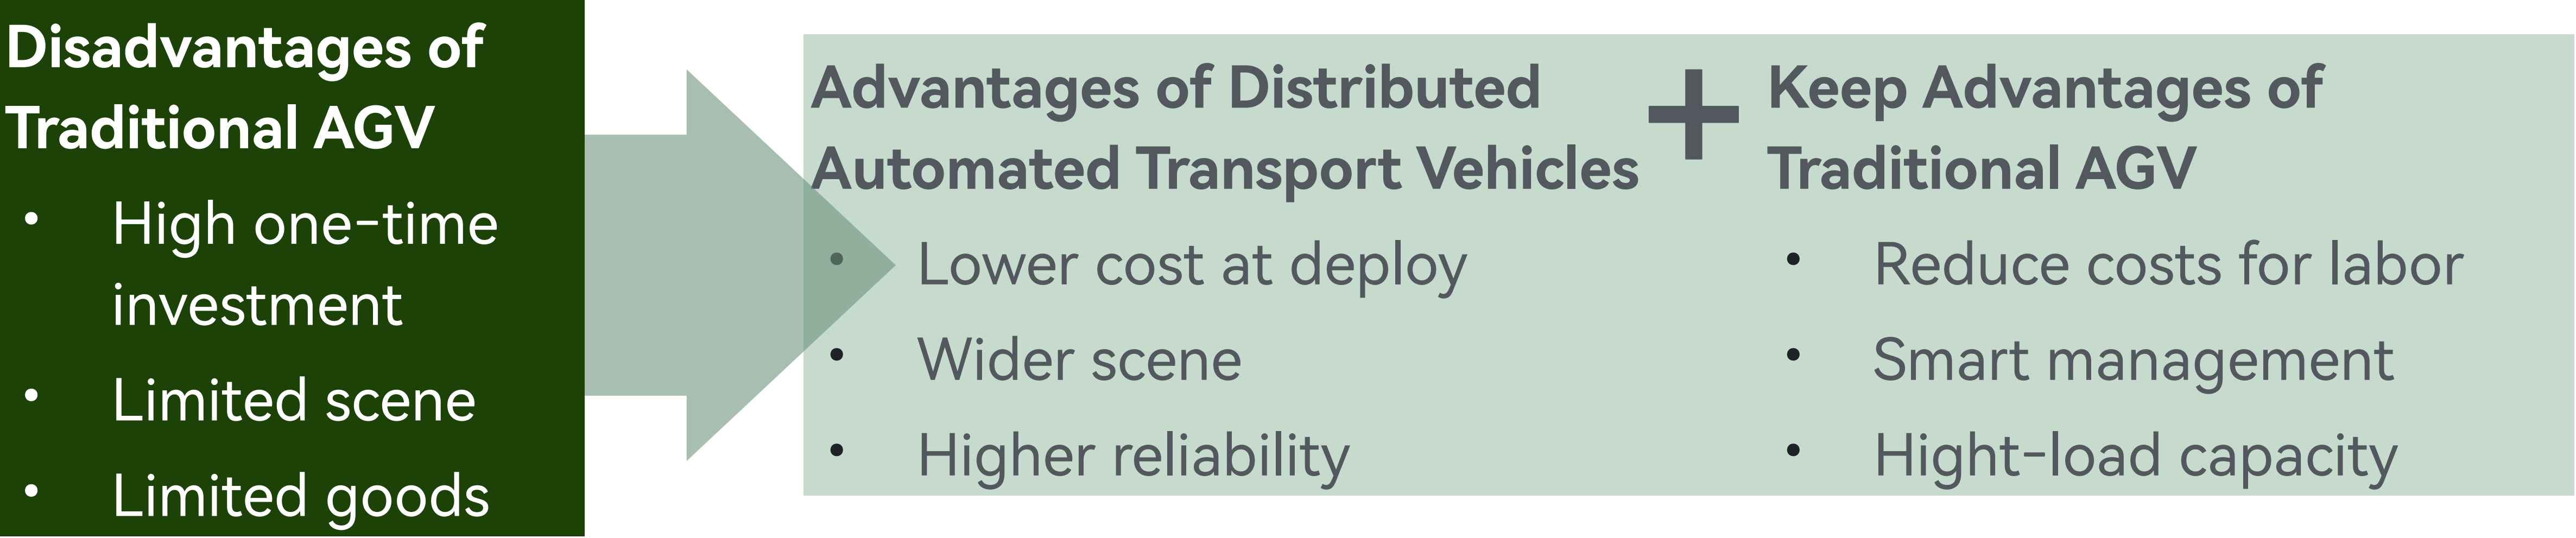 Disadvantages of
Traditional AGV
• High one-time
investment
• Limited scene
• Limited goods
Advantages of Distributed
Automated Transport Vehicles
• Lower cost at deploy
• Wider scene
• Higher reliability
+
Keep Advantages of
Traditional AGV
• Reduce costs for labor
• Smart management
• Hight-load capacity